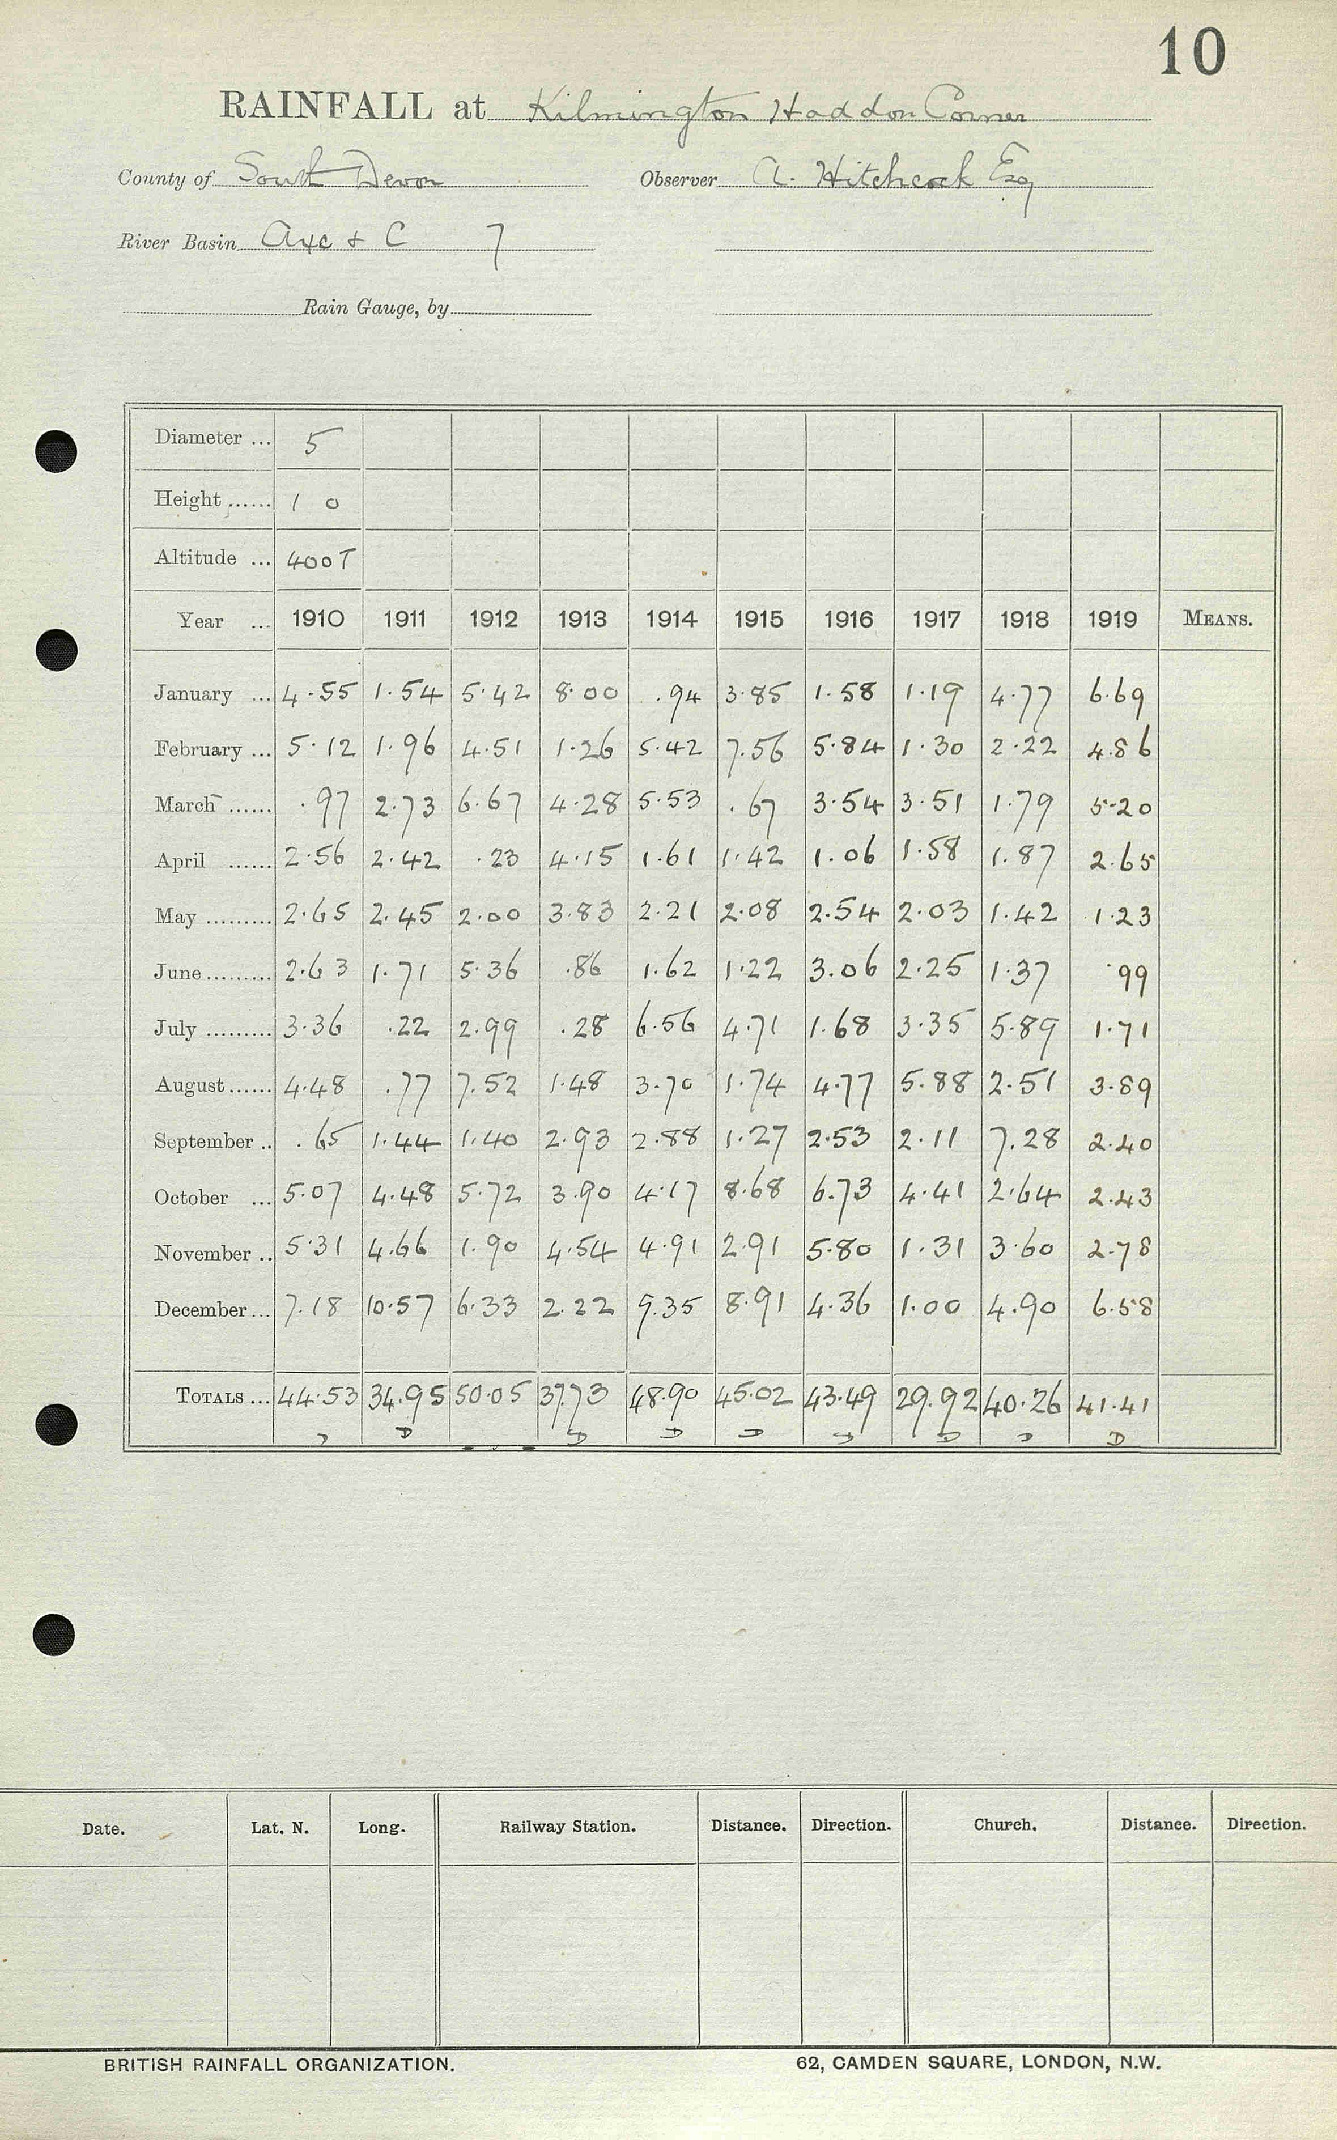 10
RAINFALL at Kilmington Haddon Corner
County of South Devon Observer A. Hitchcock Esq
River Basin Axe & C 7
Rain Gauge, by
Diameter ... 5
Height ...... 1 0
Altitude ... 400T
Year ... 1910 1911 1912 1913 1914 1915 1916 1917 1918 1919 MEANS.
January ... 4.55 1.54 5.42 8.00 .94 3.85 1.58 1.19 4.77 6.69
February ... 5.12 1.96 4.51 1.26 5.42 7.56 5.84 1.30 2.22 4.86
March ...... .97 2.73 6.67 4.28 5.53 .67 3.54 3.51 1.79 5.20
April ...... 2.56 2.42 .23 4.15 1.61 1.42 1.06 1.58 1.87 2.65
May ......... 2.65 2.45 2.00 3.83 2.21 2.08 2.54 2.03 1.42 1.23
June ......... 2.63 1.71 5.36 .86 1.62 1.22 3.06 2.25 1.37 .99
July ......... 3.36 .22 2.99 .28 6.56 4.71 1.68 3.35 5.89 1.71
August ...... 4.48 .77 7.52 1.48 3.70 1.74 4.77 5.88 2.51 3.89
September .. .65 1.44 1.40 2.93 2.88 1.27 2.53 2.11 7.28 2.40
October ... 5.07 4.48 5.72 3.90 4.17 8.68 6.73 4.41 2.64 2.43
November .. 5.31 4.66 1.90 4.54 4.91 2.91 5.80 1.31 3.60 2.78
December ... 7.18 10.57 6.33 2.22 9.35 8.91 4.36 1.00 4.90 6.58
TOTALS ... 44.53 34.95 50.05 37.73 48.90 45.02 43.49 29.92 40.26 41.41
D D D D D D D D D
Date. Lat. N. Long. Railway Station. Distance. Direction. Church. Distance. Direction.
BRITISH RAINFALL ORGANIZATION. 62, CAMDEN SQUARE, LONDON, N.W.